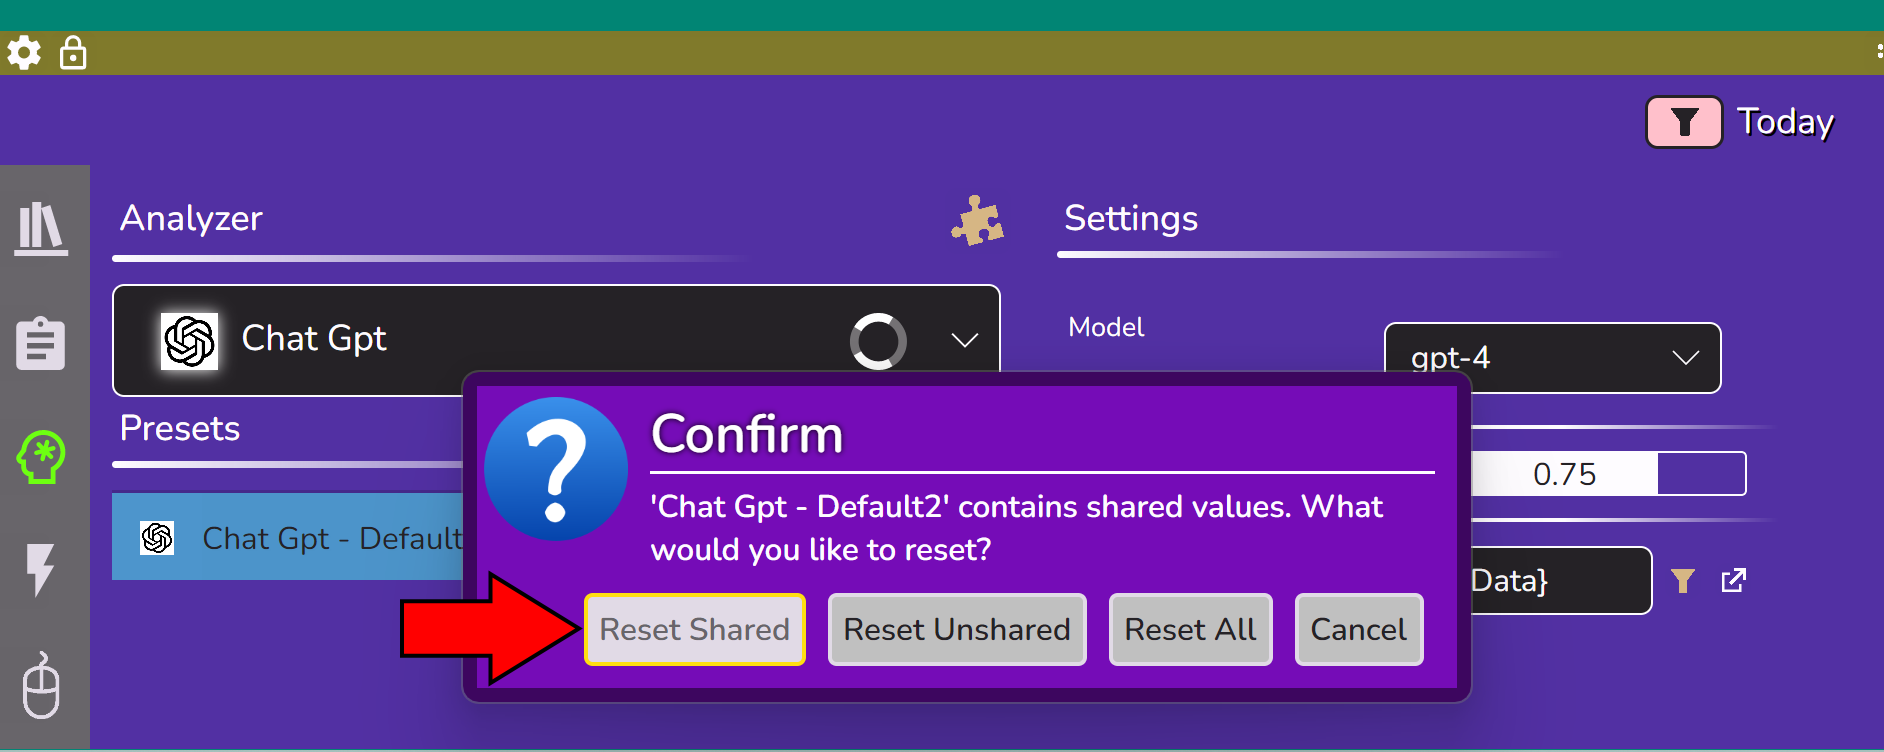 Today
Analyzer
Settings
Chat Gpt
Model
gpt-4
Presets
Confirm
0.75
'Chat Gpt - Default2' contains shared values. What
would you like to reset?
Chat Gpt - Default
Data}
Reset Shared
Reset Unshared
Reset All
Cancel